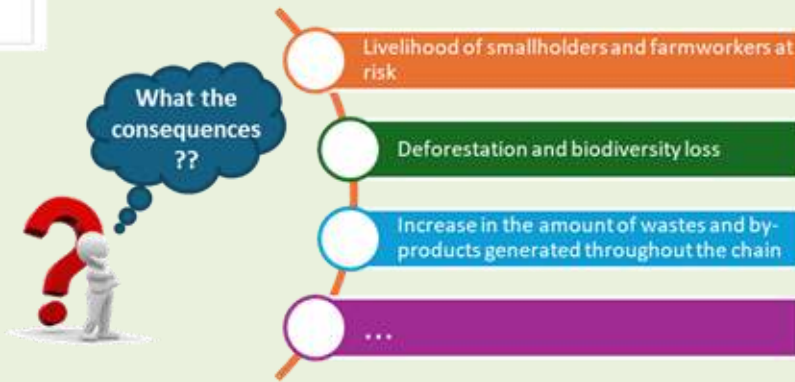 What the
consequences
??
Livelihood of smallholders and farmworkers at
risk
Deforestation and biodiversity loss
Increase in the amount of wastes and by-
products generated throughout the chain
...